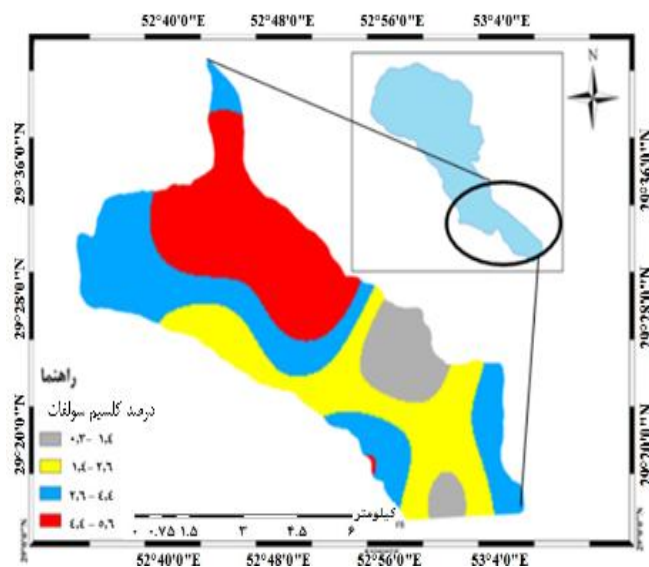 52°40'0"E 52°48'0"E 52°56'0"E 53°4'0"E
N
29°36'0"N 29°36'0"N
29°28'0"N 29°28'0"N
29°20'0"N 29°20'0"N
راهنما
درصد کلسیم سولفات
۰,۳- ۱,۴
۱,۴ -۲,۶
۲,۶ -۴,۴
۴,۴ -۵,۶
کیلومتر
۰ ۰.۷۵ ۱.۵ ۳ ۴.۵ ۶
52°40'0"E 52°48'0"E 52°56'0"E 53°4'0"E